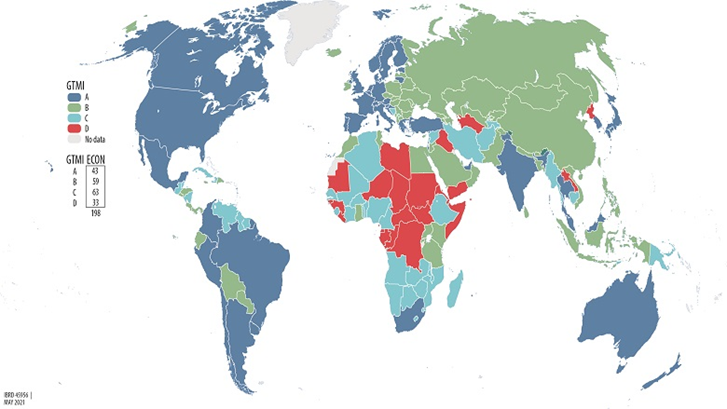 GTMI
A
B
C
D
No data
GTMI ECON
A 43
B 59
C 63
D 33
198
IBRD 45956 |
MAY 2021